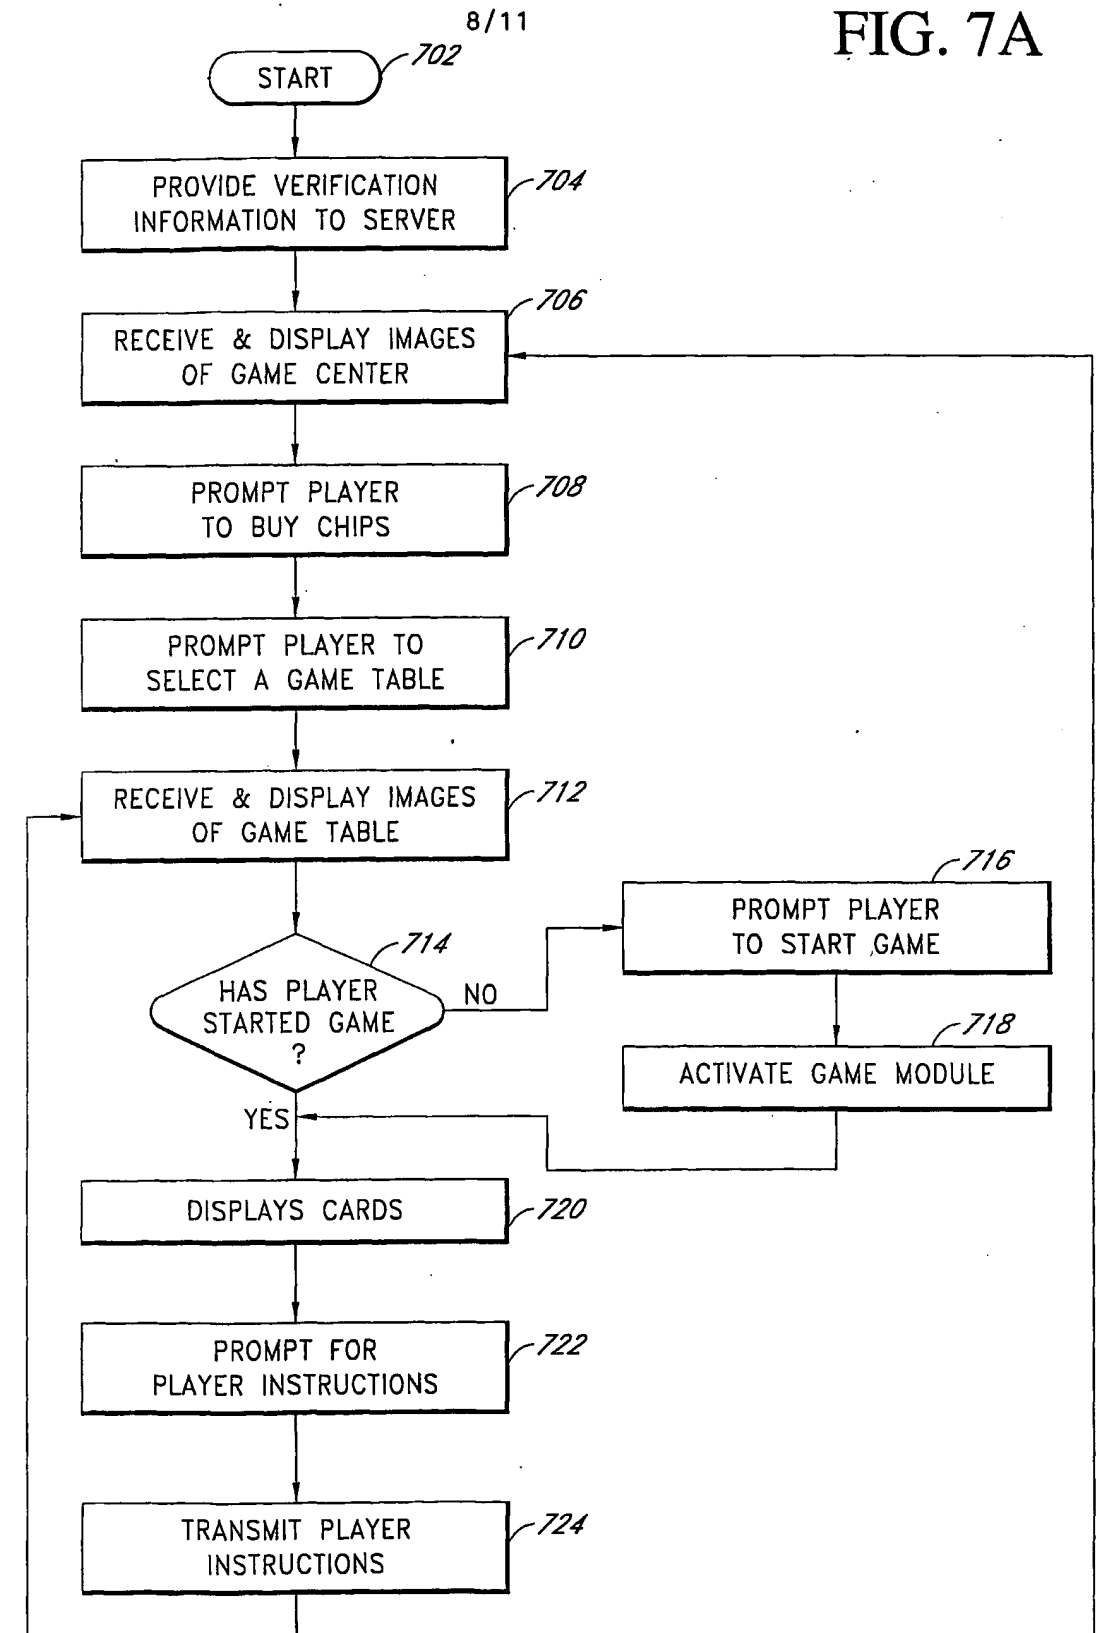 8/11
FIG. 7A
START
702
PROVIDE VERIFICATION
INFORMATION TO SERVER
704
706
RECEIVE & DISPLAY IMAGES
OF GAME CENTER
PROMPT PLAYER
TO BUY CHIPS
708
PROMPT PLAYER TO
SELECT A GAME TABLE
710
RECEIVE & DISPLAY IMAGES
OF GAME TABLE
712
714
HAS PLAYER
STARTED GAME
?
NO
716
PROMPT PLAYER
TO START GAME
718
ACTIVATE GAME MODULE
YES
DISPLAYS CARDS
720
PROMPT FOR
PLAYER INSTRUCTIONS
722
TRANSMIT PLAYER
INSTRUCTIONS
724